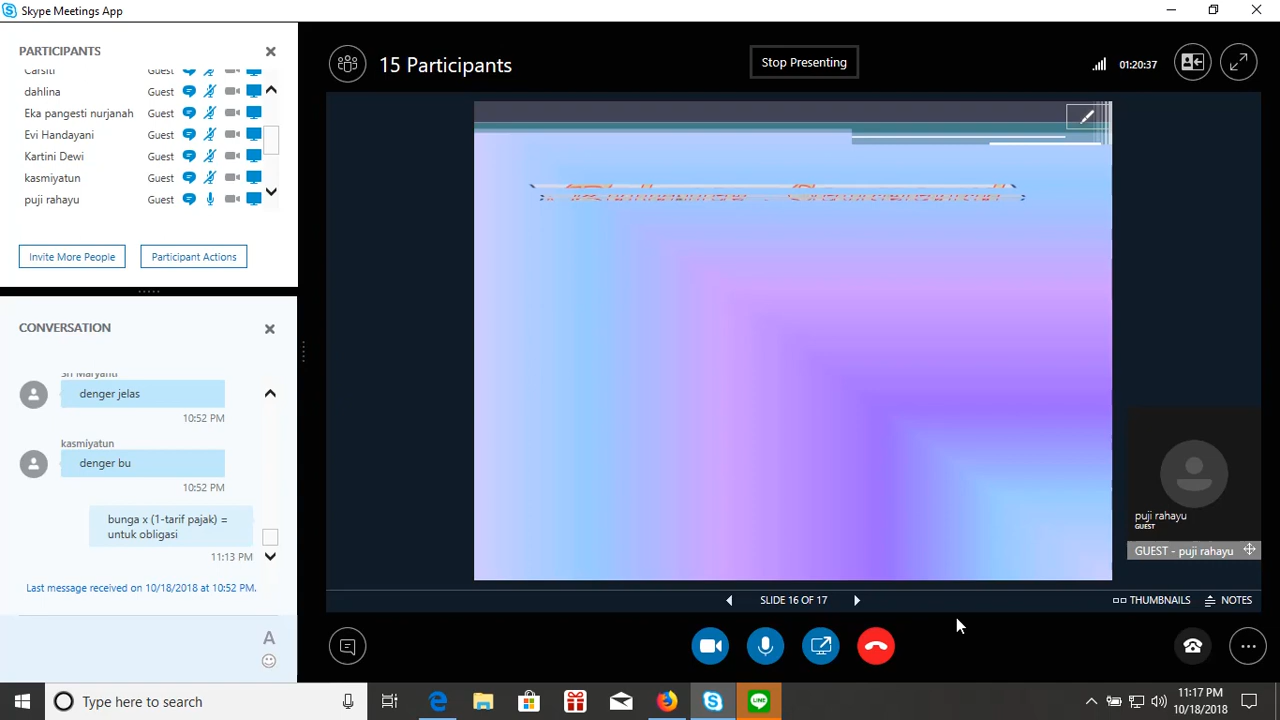 Skype Meetings App
PARTICIPANTS
Carsiti Guest
dahlina Guest
Eka pangesti nurjanah Guest
Evi Handayani Guest
Kartini Dewi Guest
kasmiyatun Guest
puji rahayu Guest
Invite More People
Participant Actions
CONVERSATION
Sri Maryanti
denger jelas
10:52 PM
kasmiyatun
denger bu
10:52 PM
bunga x (1-tarif pajak) =
untuk obligasi
11:13 PM
Last message received on 10/18/2018 at 10:52 PM.
A
15 Participants
Stop Presenting
01:20:37
puji rahayu
GUEST
GUEST - puji rahayu
SLIDE 16 OF 17
THUMBNAILS
NOTES
Type here to search
LINE
11:17 PM
10/18/2018